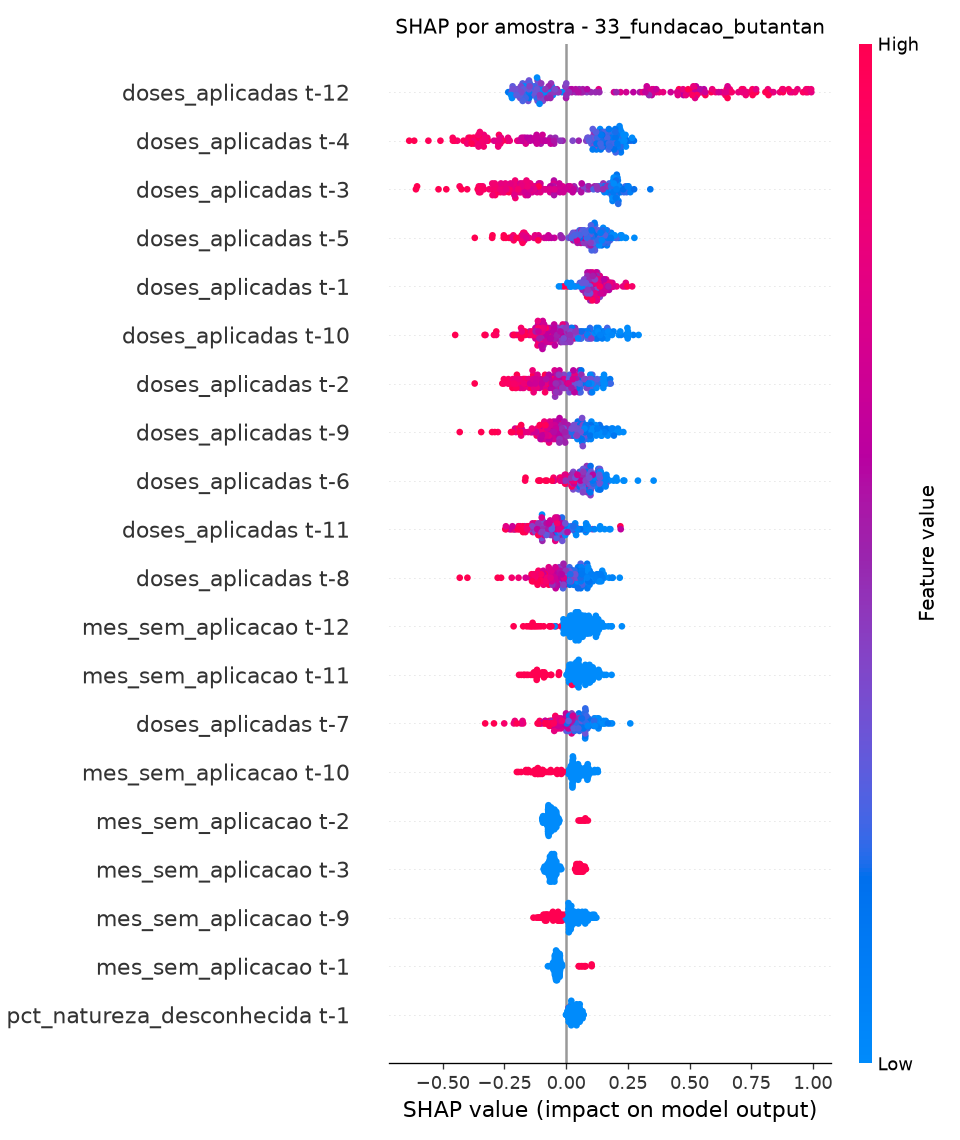 SHAP por amostra - 33_fundacao_butantan
High
doses_aplicadas t-12
doses_aplicadas t-4
doses_aplicadas t-3
doses_aplicadas t-5
doses_aplicadas t-1
doses_aplicadas t-10
doses_aplicadas t-2
doses_aplicadas t-9
doses_aplicadas t-6
doses_aplicadas t-11
doses_aplicadas t-8
mes_sem_aplicacao t-12
mes_sem_aplicacao t-11
doses_aplicadas t-7
mes_sem_aplicacao t-10
mes_sem_aplicacao t-2
mes_sem_aplicacao t-3
mes_sem_aplicacao t-9
mes_sem_aplicacao t-1
pct_natureza_desconhecida t-1
Feature value
Low
−0.50 −0.25 0.00 0.25 0.50 0.75 1.00
SHAP value (impact on model output)